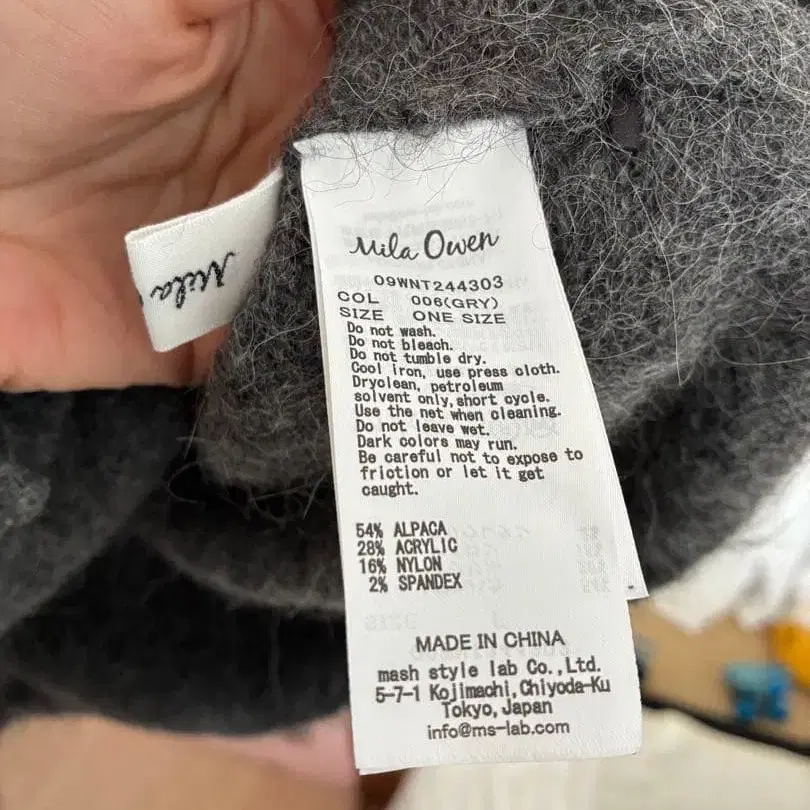 Mila
Mila Owen
09WNT244303
COL 006(GRY)
SIZE ONE SIZE
Do not wash.
Do not bleach.
Do not tumble dry.
Cool iron, use press cloth.
Dryclean, petroleum
solvent only, short cycle.
Use the net when cleaning.
Do not leave wet.
Dark colors may run.
Be careful not to expose to
friction or let it get
caught.
54% ALPACA
28% ACRYLIC
16% NYLON
2% SPANDEX
MADE IN CHINA
mash style lab Co., Ltd.
5-7-1 Kojimachi, Chiyoda-Ku
Tokyo, Japan
info@ms-lab.com